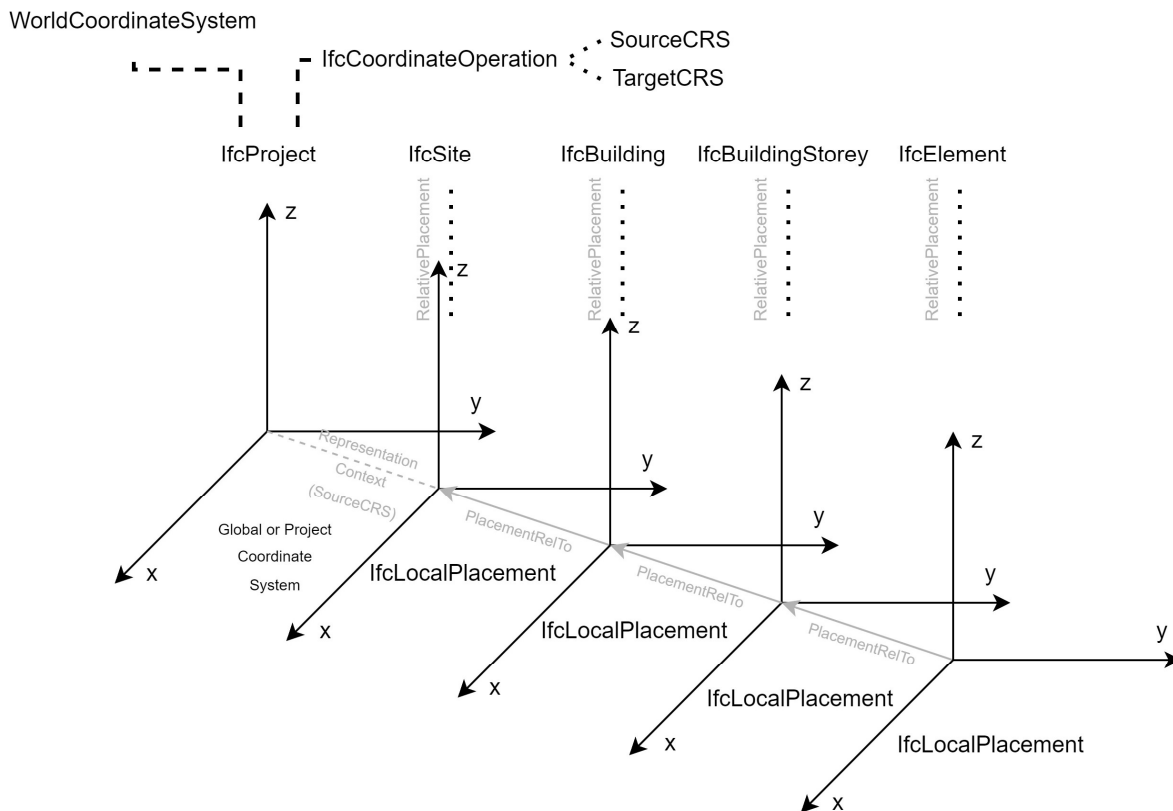 WorldCoordinateSystem
SourceCRS
IfcCoordinateOperation
TargetCRS
IfcProject
IfcSite
IfcBuilding
IfcBuildingStorey
IfcElement
RelativePlacement
RelativePlacement
RelativePlacement
RelativePlacement
z
z
z
z
z
y
y
y
y
y
Representation
Context
(SourceCRS)
Global or Project
Coordinate
System
PlacementRelTo
PlacementRelTo
PlacementRelTo
IfcLocalPlacement
IfcLocalPlacement
IfcLocalPlacement
IfcLocalPlacement
x
x
x
x
x